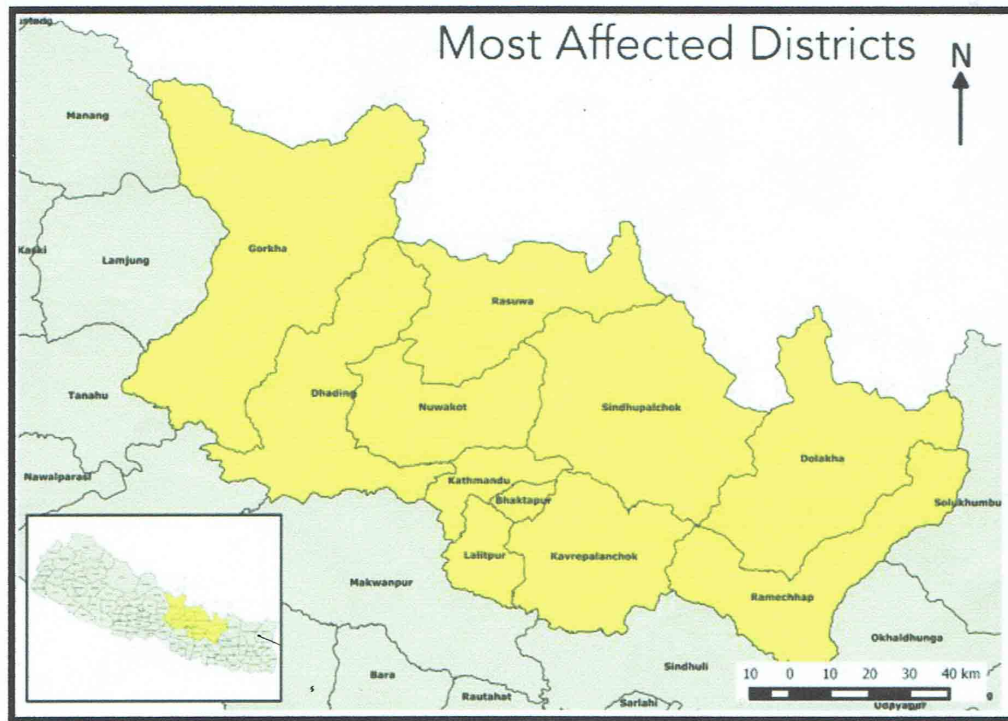 Most Affected Districts
N
Manang
Gorkha
Kaski
Lamjung
Rasuwa
Tanahu
Dhading
Nuwakot
Sindhupalchok
Dolakha
Nawalparasi
Kathmandu
Bhaktapur
Solukhumbu
Lalitpur
Kavrepalanchok
Makwanpur
Ramechhap
Okhaldhunga
Sindhuli
Bara
Rautahat
Sarlahi
10 0 10 20 30 40 km
Udayapur